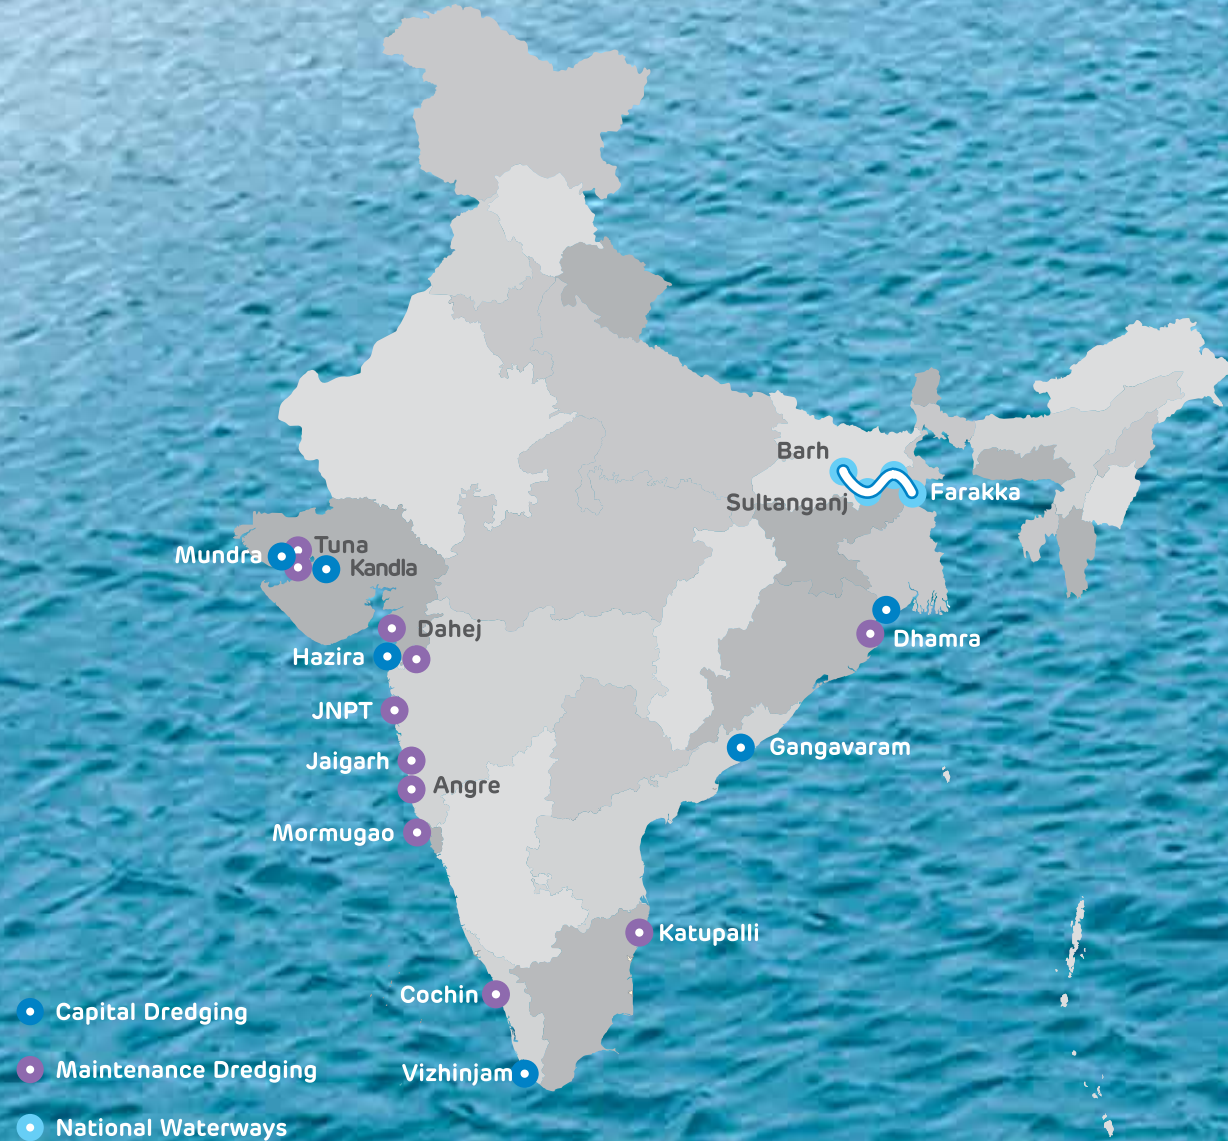 Barh
Farakka
Sultanganj
Tuna
Mundra
Kandla
Dahej
Dhamra
Hazira
JNPT
Gangavaram
Jaigarh
Angre
Mormugao
Katupalli
Cochin
Capital Dredging
Maintenance Dredging
Vizhinjam
National Waterways